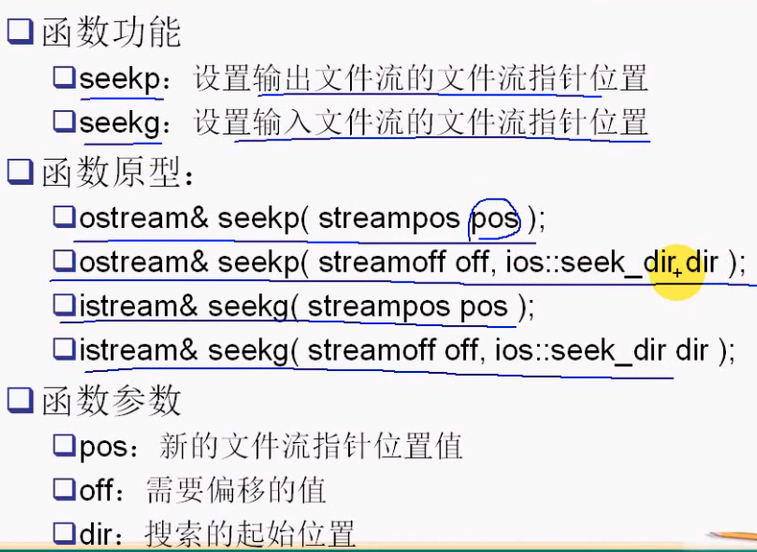 函数功能
seekp：设置输出文件流的文件流指针位置
seekg：设置输入文件流的文件流指针位置
函数原型：
ostream& seekp( streampos pos );
ostream& seekp( streamoff off, ios::seek_dir dir );
istream& seekg( streampos pos );
istream& seekg( streamoff off, ios::seek_dir dir );
函数参数
pos：新的文件流指针位置值
off：需要偏移的值
dir：搜索的起始位置